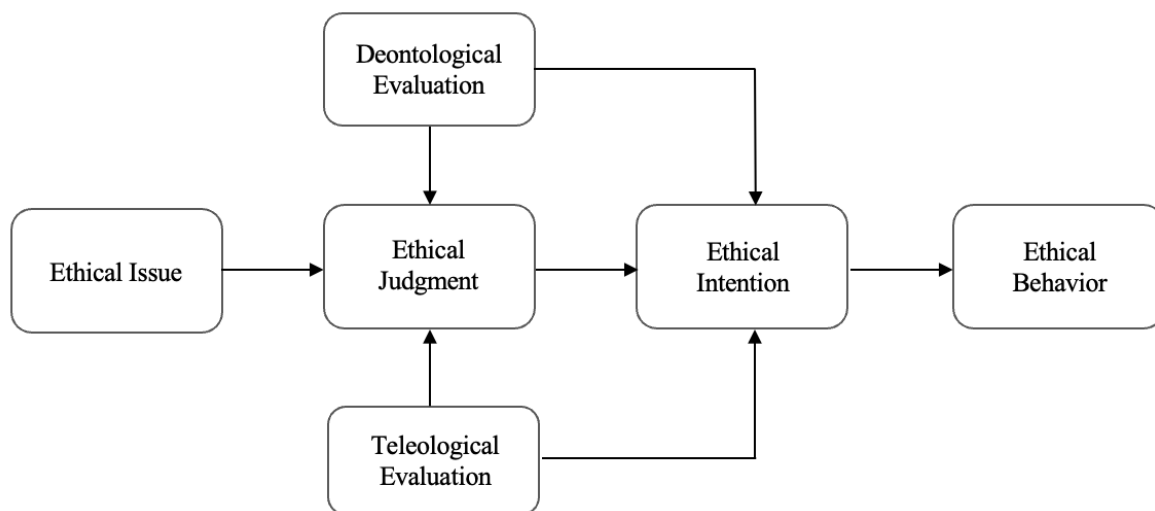 Deontological
Evaluation
Ethical Issue
Ethical
Judgment
Ethical
Intention
Ethical
Behavior
Teleological
Evaluation